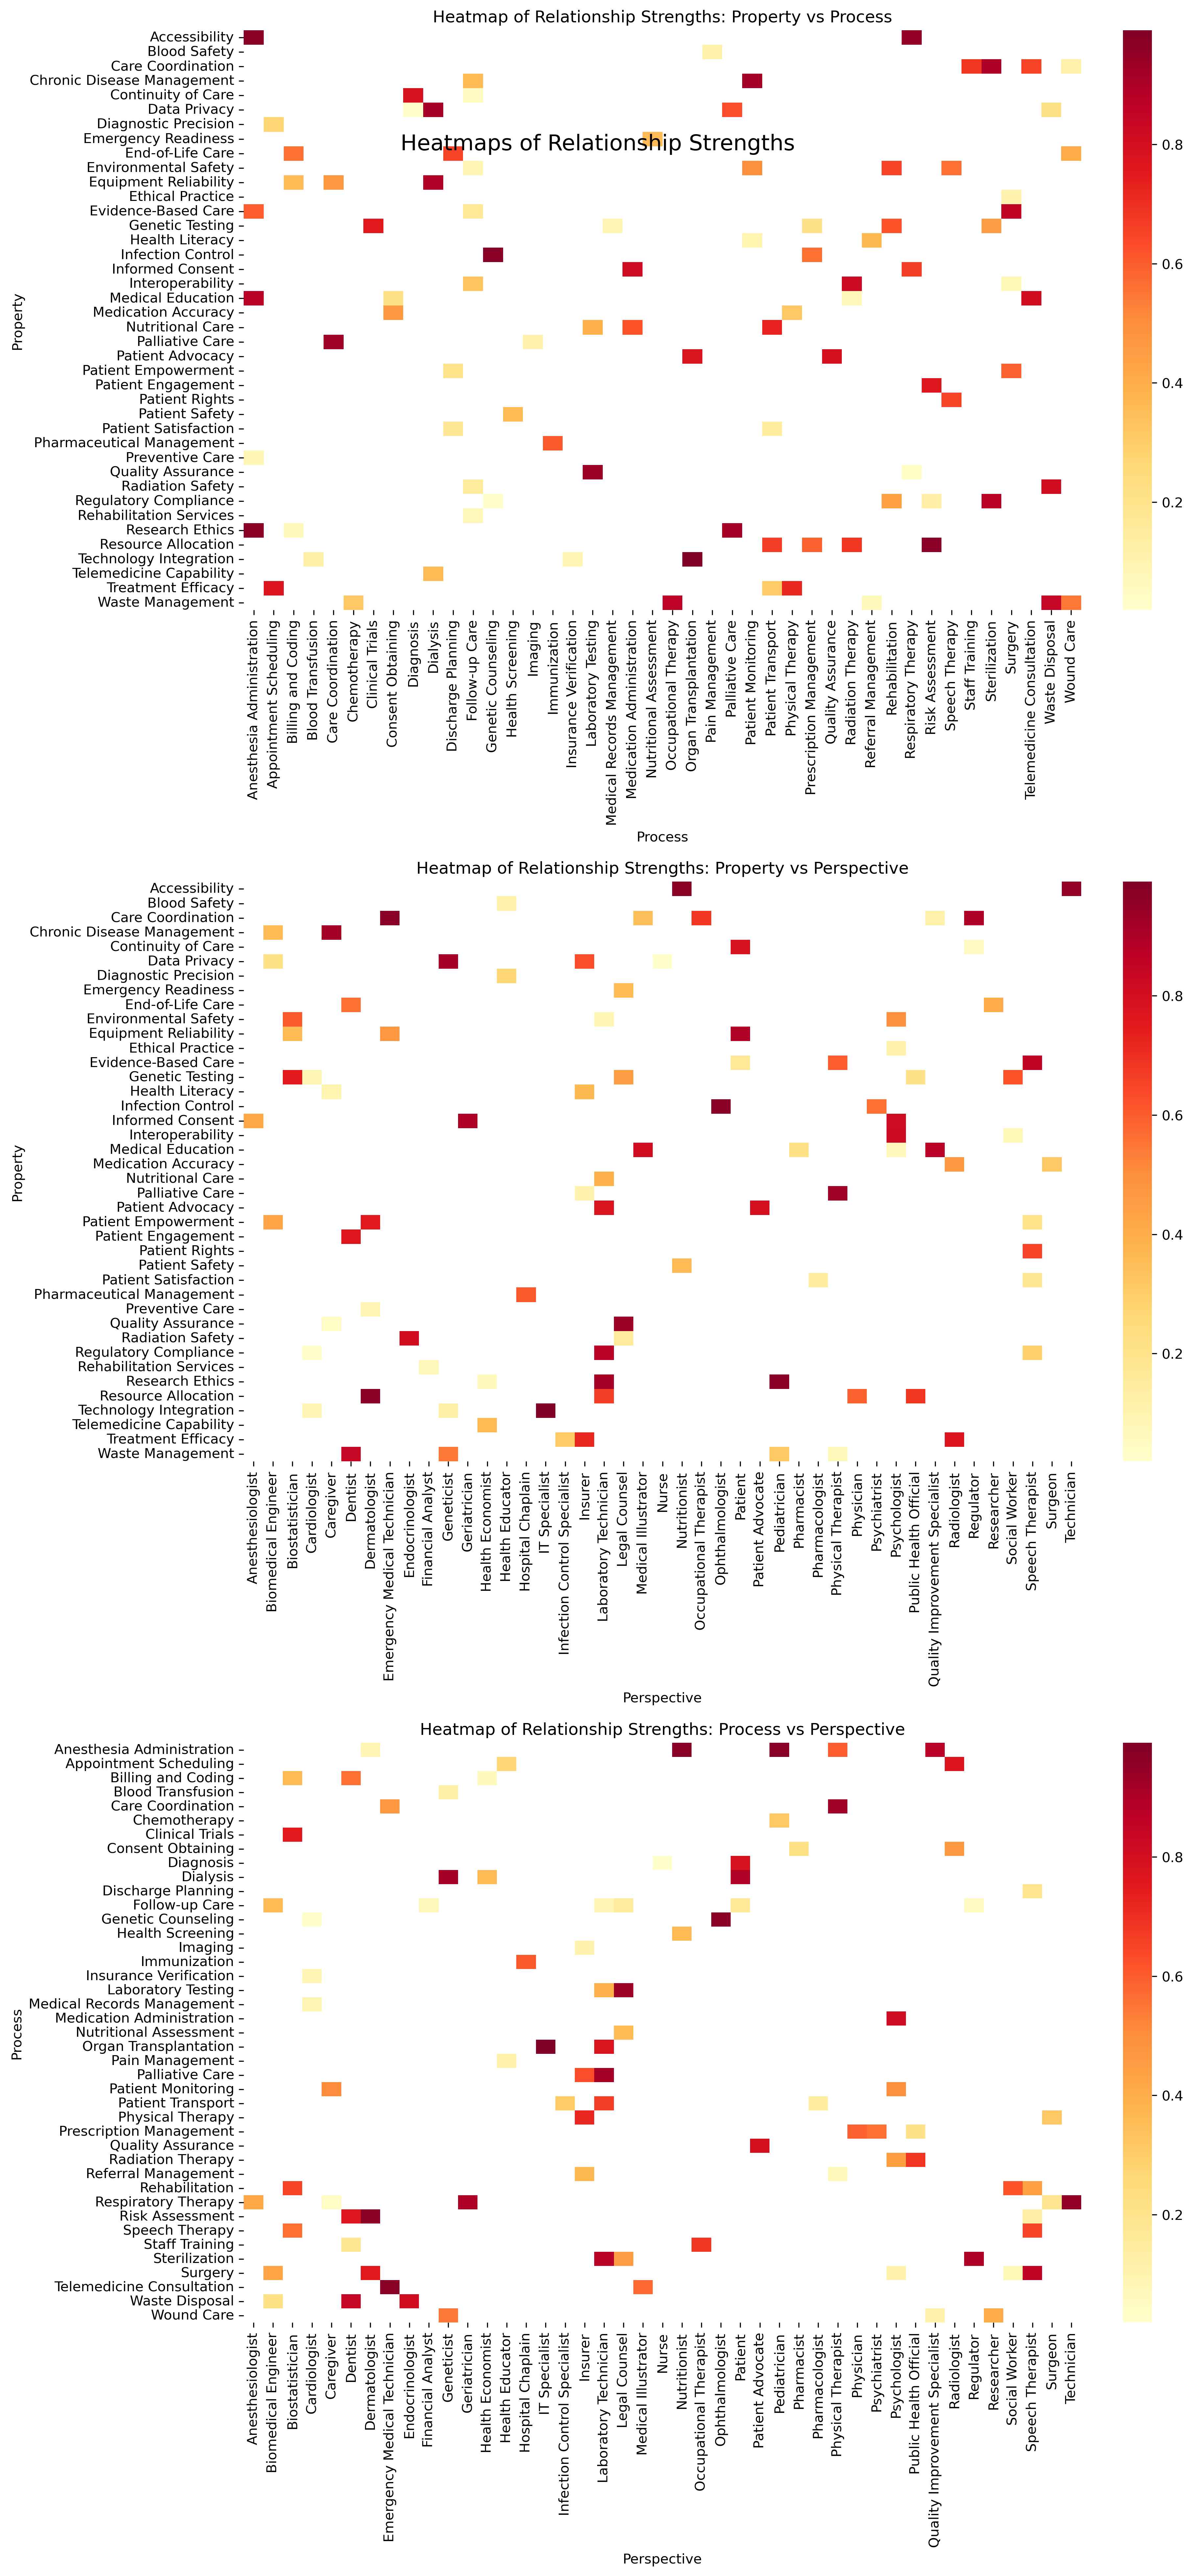 Heatmap of Relationship Strengths: Property vs Process
Heatmaps of Relationship Strengths
Property
Accessibility
Blood Safety
Care Coordination
Chronic Disease Management
Continuity of Care
Data Privacy
Diagnostic Precision
Emergency Readiness
End-of-Life Care
Environmental Safety
Equipment Reliability
Ethical Practice
Evidence-Based Care
Genetic Testing
Health Literacy
Infection Control
Informed Consent
Interoperability
Medical Education
Medication Accuracy
Nutritional Care
Palliative Care
Patient Advocacy
Patient Empowerment
Patient Engagement
Patient Rights
Patient Safety
Patient Satisfaction
Pharmaceutical Management
Preventive Care
Quality Assurance
Radiation Safety
Regulatory Compliance
Rehabilitation Services
Research Ethics
Resource Allocation
Technology Integration
Telemedicine Capability
Treatment Efficacy
Waste Management
Anesthesia Administration
Appointment Scheduling
Billing and Coding
Blood Transfusion
Care Coordination
Chemotherapy
Clinical Trials
Consent Obtaining
Diagnosis
Dialysis
Discharge Planning
Follow-up Care
Genetic Counseling
Health Screening
Imaging
Immunization
Insurance Verification
Laboratory Testing
Medical Records Management
Medication Administration
Nutritional Assessment
Occupational Therapy
Organ Transplantation
Pain Management
Palliative Care
Patient Monitoring
Patient Transport
Physical Therapy
Prescription Management
Quality Assurance
Radiation Therapy
Referral Management
Rehabilitation
Respiratory Therapy
Risk Assessment
Speech Therapy
Staff Training
Sterilization
Surgery
Telemedicine Consultation
Waste Disposal
Wound Care
Process
0.8
0.6
0.4
0.2
Heatmap of Relationship Strengths: Property vs Perspective
Property
Accessibility
Blood Safety
Care Coordination
Chronic Disease Management
Continuity of Care
Data Privacy
Diagnostic Precision
Emergency Readiness
End-of-Life Care
Environmental Safety
Equipment Reliability
Ethical Practice
Evidence-Based Care
Genetic Testing
Health Literacy
Infection Control
Informed Consent
Interoperability
Medical Education
Medication Accuracy
Nutritional Care
Palliative Care
Patient Advocacy
Patient Empowerment
Patient Engagement
Patient Rights
Patient Safety
Patient Satisfaction
Pharmaceutical Management
Preventive Care
Quality Assurance
Radiation Safety
Regulatory Compliance
Rehabilitation Services
Research Ethics
Resource Allocation
Technology Integration
Telemedicine Capability
Treatment Efficacy
Waste Management
Anesthesiologist
Biomedical Engineer
Biostatistician
Cardiologist
Caregiver
Dentist
Dermatologist
Emergency Medical Technician
Endocrinologist
Financial Analyst
Geneticist
Geriatrician
Health Economist
Health Educator
Hospital Chaplain
IT Specialist
Infection Control Specialist
Insurer
Laboratory Technician
Legal Counsel
Medical Illustrator
Nurse
Nutritionist
Occupational Therapist
Ophthalmologist
Patient
Patient Advocate
Pediatrician
Pharmacist
Pharmacologist
Physical Therapist
Physician
Psychiatrist
Psychologist
Public Health Official
Quality Improvement Specialist
Radiologist
Regulator
Researcher
Social Worker
Speech Therapist
Surgeon
Technician
Perspective
0.8
0.6
0.4
0.2
Heatmap of Relationship Strengths: Process vs Perspective
Process
Anesthesia Administration
Appointment Scheduling
Billing and Coding
Blood Transfusion
Care Coordination
Chemotherapy
Clinical Trials
Consent Obtaining
Diagnosis
Dialysis
Discharge Planning
Follow-up Care
Genetic Counseling
Health Screening
Imaging
Immunization
Insurance Verification
Laboratory Testing
Medical Records Management
Medication Administration
Nutritional Assessment
Organ Transplantation
Pain Management
Palliative Care
Patient Monitoring
Patient Transport
Physical Therapy
Prescription Management
Quality Assurance
Radiation Therapy
Referral Management
Rehabilitation
Respiratory Therapy
Risk Assessment
Speech Therapy
Staff Training
Sterilization
Surgery
Telemedicine Consultation
Waste Disposal
Wound Care
Anesthesiologist
Biomedical Engineer
Biostatistician
Cardiologist
Caregiver
Dentist
Dermatologist
Emergency Medical Technician
Endocrinologist
Financial Analyst
Geneticist
Geriatrician
Health Economist
Health Educator
Hospital Chaplain
IT Specialist
Infection Control Specialist
Insurer
Laboratory Technician
Legal Counsel
Medical Illustrator
Nurse
Nutritionist
Occupational Therapist
Ophthalmologist
Patient
Patient Advocate
Pediatrician
Pharmacist
Pharmacologist
Physical Therapist
Physician
Psychiatrist
Psychologist
Public Health Official
Quality Improvement Specialist
Radiologist
Regulator
Researcher
Social Worker
Speech Therapist
Surgeon
Technician
Perspective
0.8
0.6
0.4
0.2